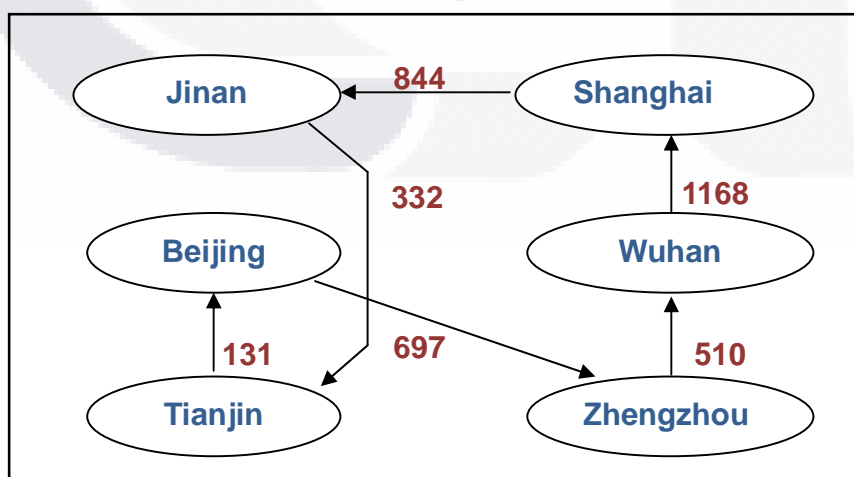 Jinan 844 Shanghai
332 1168
Beijing Wuhan
131 697 510
Tianjin Zhengzhou